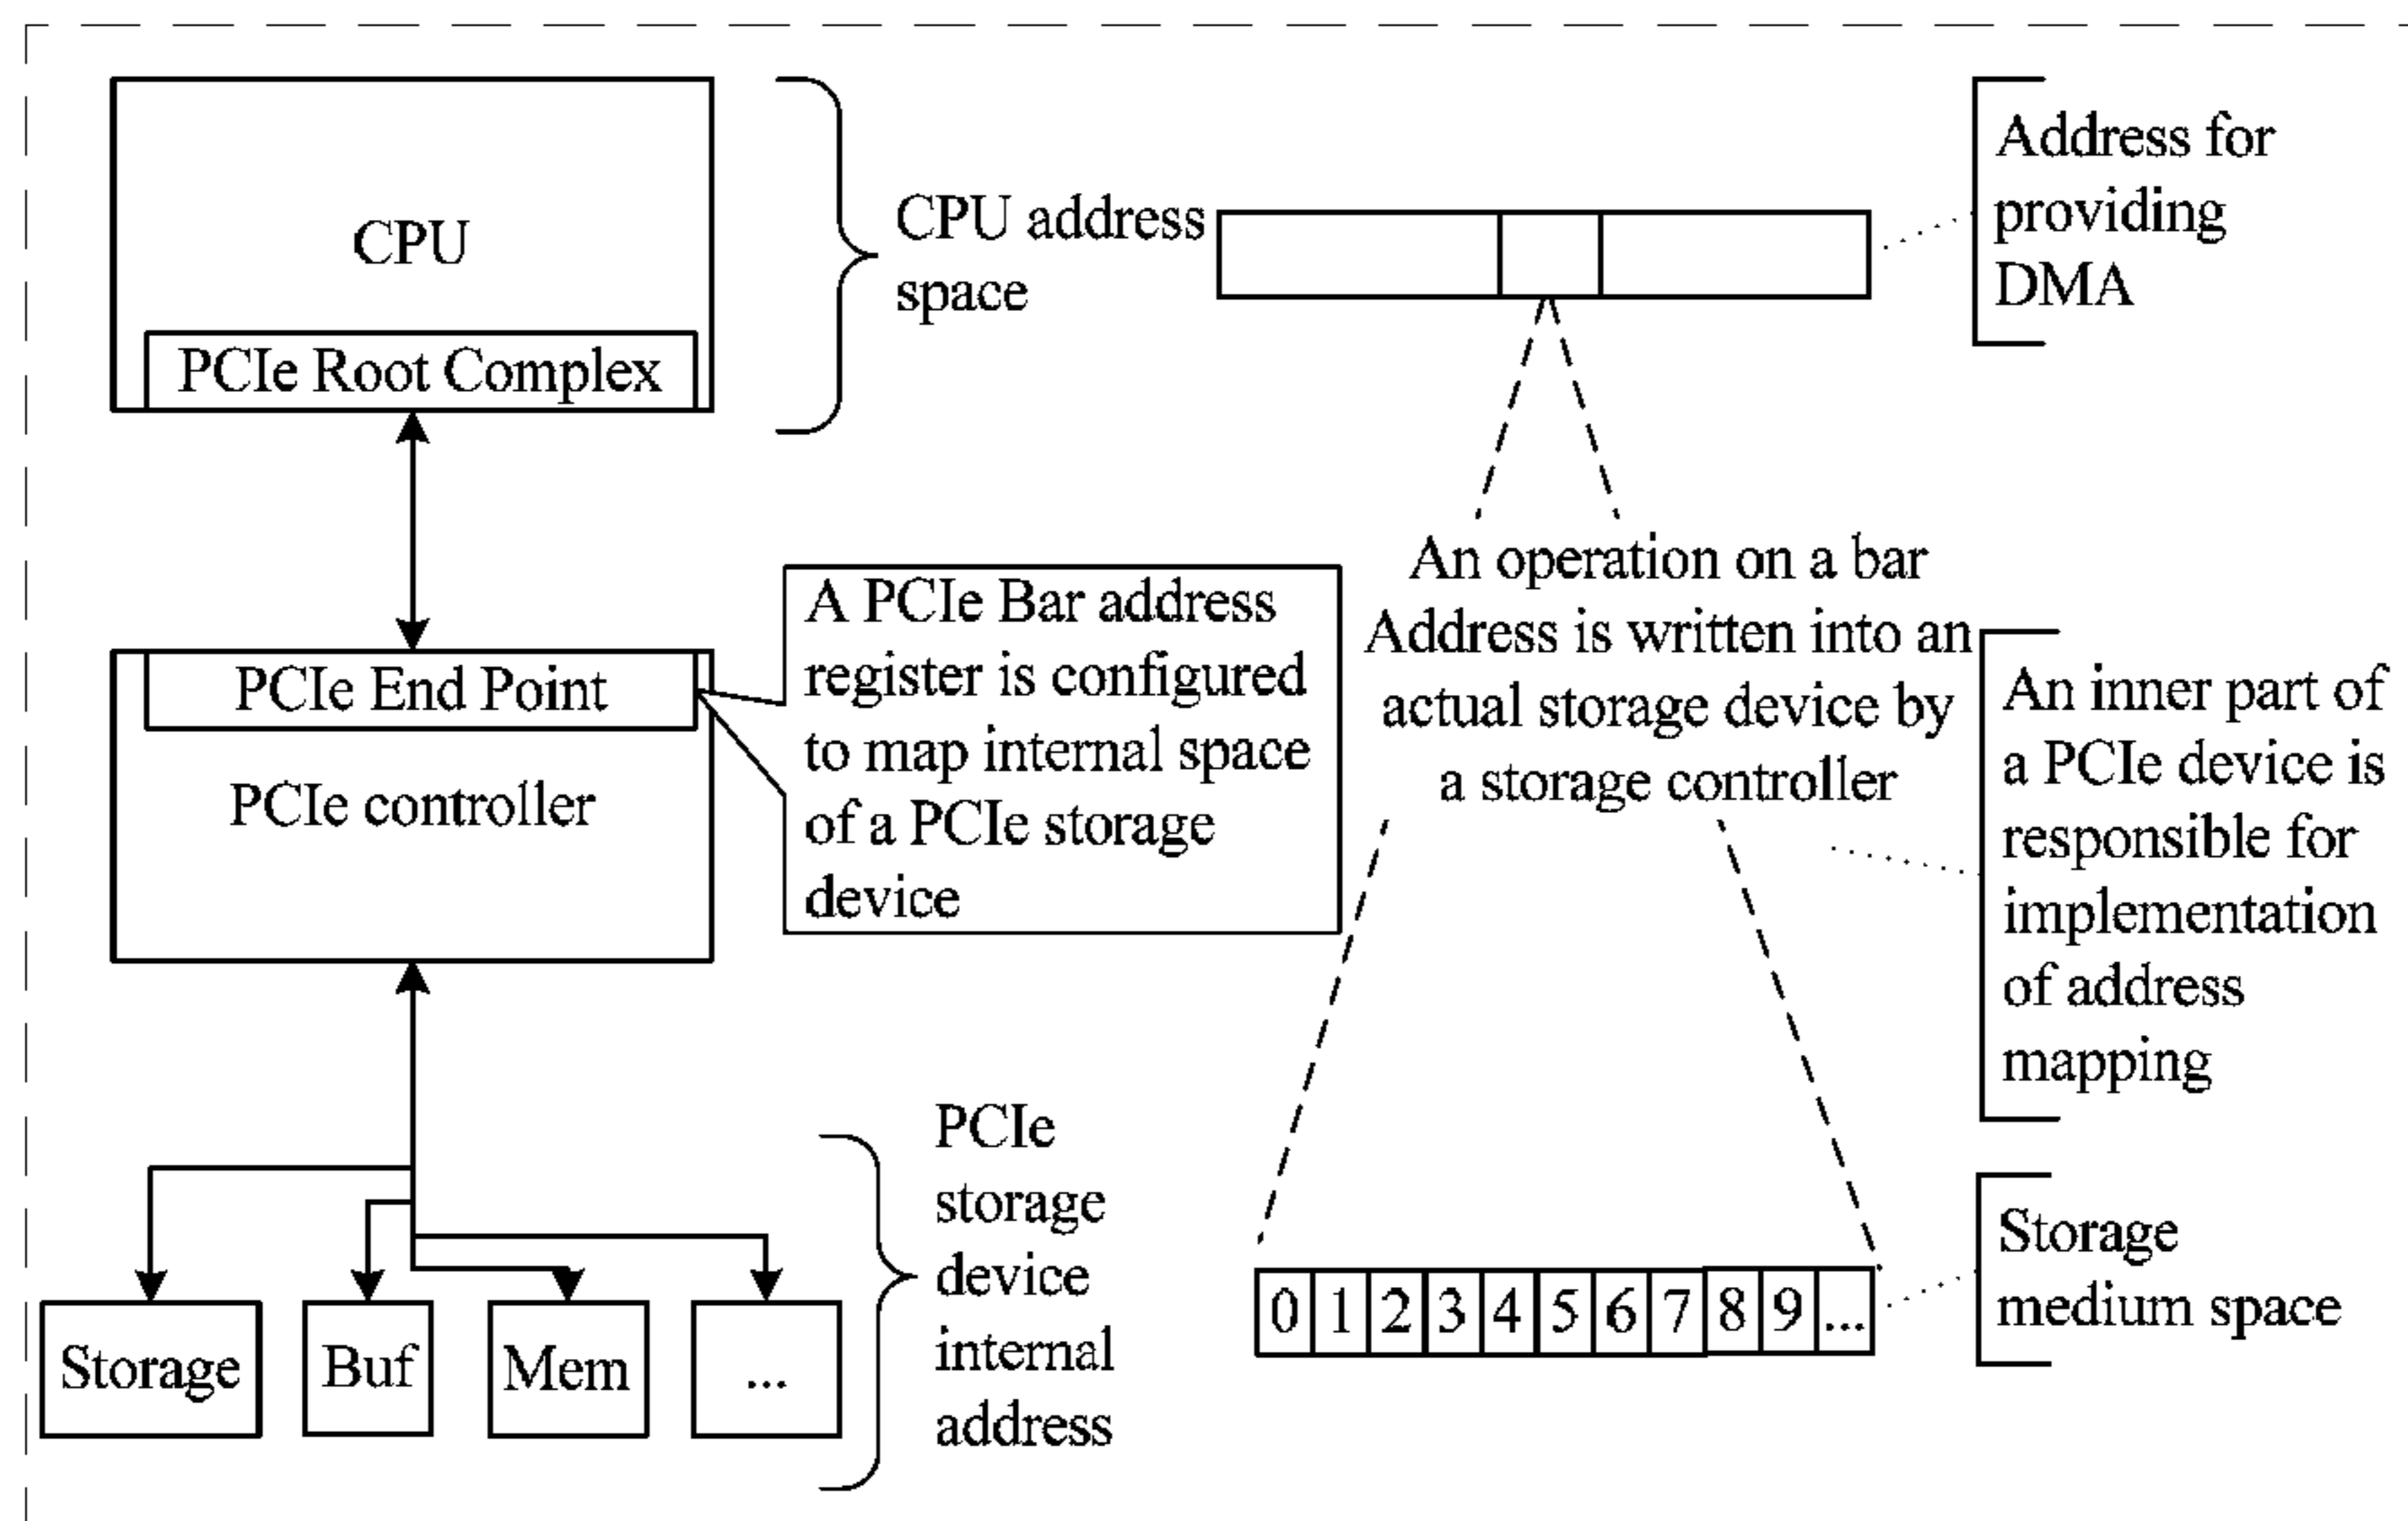 CPU
PCIe Root Complex
CPU address
space
Address for
providing
DMA
PCIe End Point
PCIe controller
A PCIe Bar address
register is configured
to map internal space
of a PCIe storage
device
An operation on a bar
Address is written into an
actual storage device by
a storage controller
An inner part of
a PCIe device is
responsible for
implementation
of address
mapping
Storage
Buf
Mem
...
PCIe
storage
device
internal
address
0 1 2 3 4 5 6 7 8 9 ...
Storage
medium space